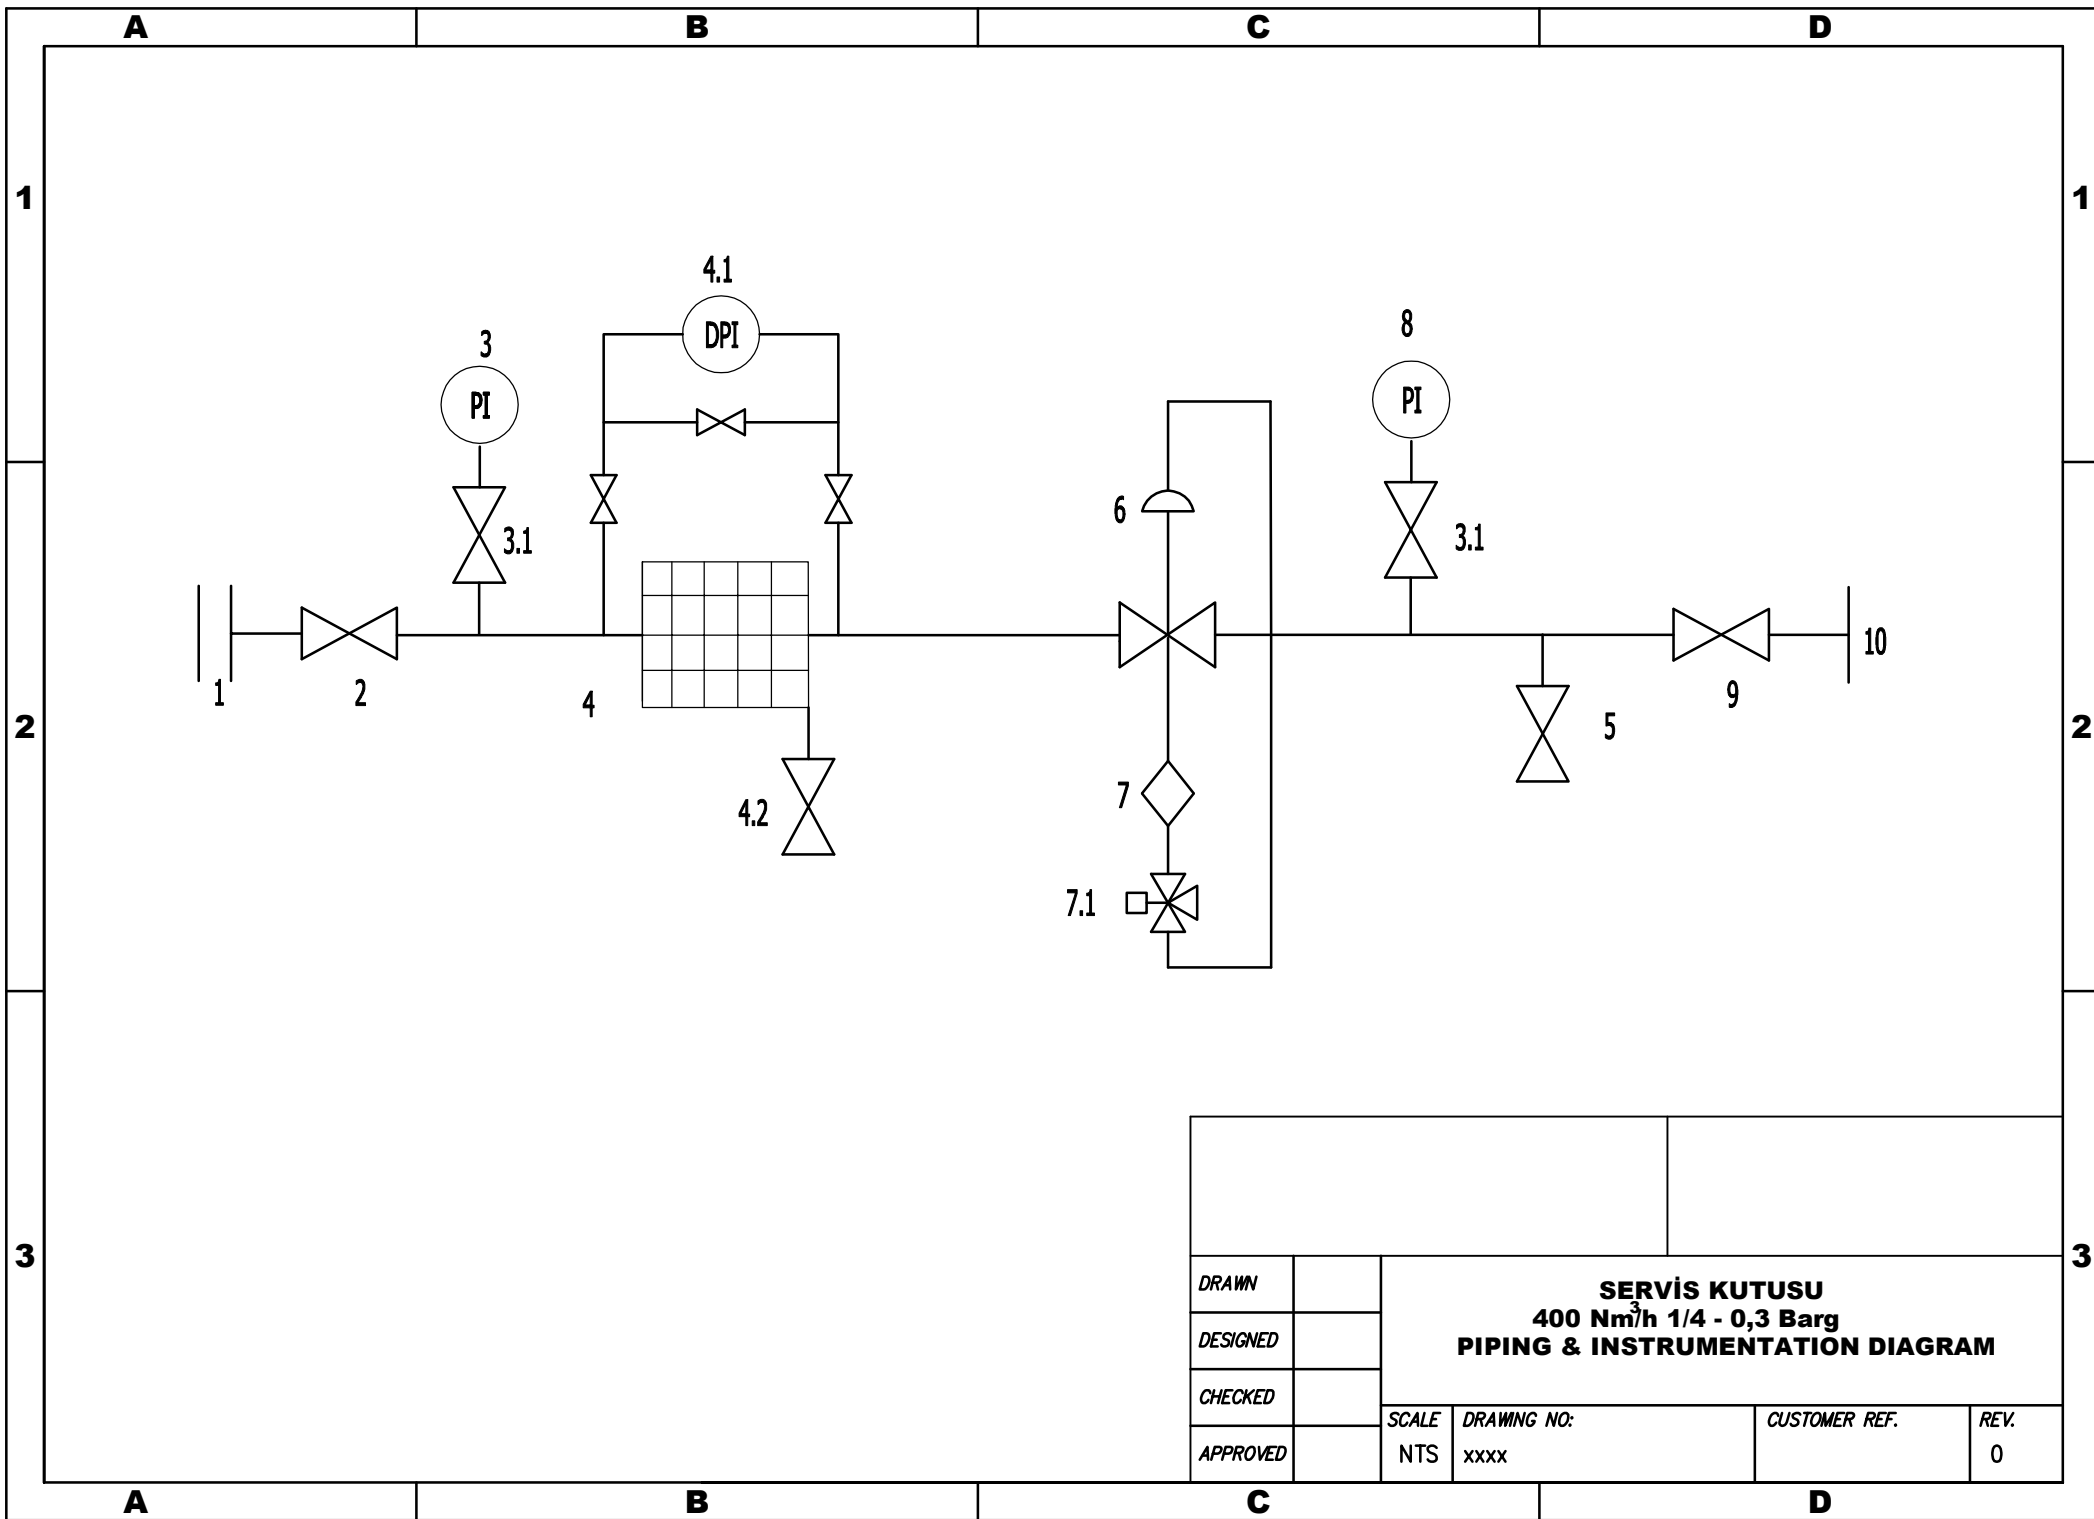 A B C D
1 1
4.1
DPI
3
PI
8
PI
3.1
6
3.1
1
2
4
10
9
5
2 2
4.2
7
7.1
3 3
DRAWN
DESIGNED
CHECKED
APPROVED
SERVİS KUTUSU
400 Nm³/h 1/4 - 0,3 Barg
PIPING & INSTRUMENTATION DIAGRAM
SCALE
NTS
DRAWING NO:
xxxx
CUSTOMER REF.
REV.
0
A B C D